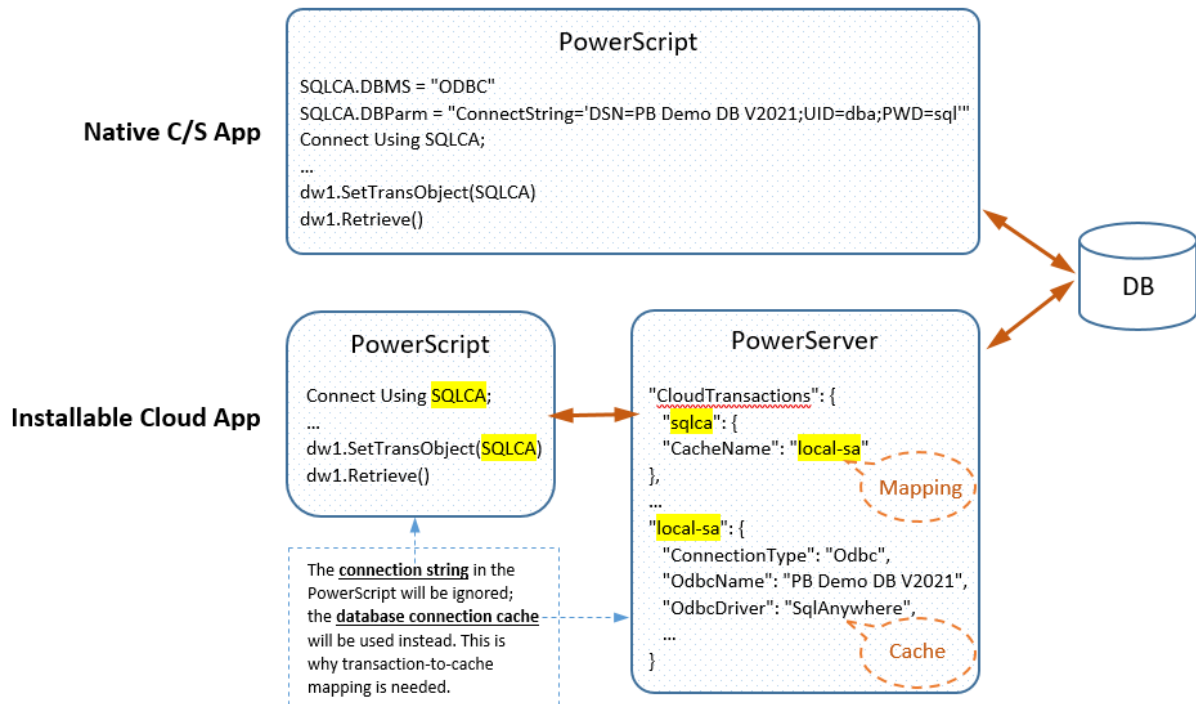 PowerScript
SQLCA.DBMS = "ODBC"
SQLCA.DBParm = "ConnectString='DSN=PB Demo DB V2021;UID=dba;PWD=sql'"
Connect Using SQLCA;
...
dw1.SetTransObject(SQLCA)
dw1.Retrieve()
Native C/S App
DB
Installable Cloud App
PowerScript
Connect Using SQLCA;
...
dw1.SetTransObject(SQLCA)
dw1.Retrieve()
The connection string in the
PowerScript will be ignored;
the database connection cache
will be used instead. This is
why transaction-to-cache
mapping is needed.
PowerServer
"CloudTransactions": {
"sqlca": {
"CacheName": "local-sa"
},
...
"local-sa": {
"ConnectionType": "Odbc",
"OdbcName": "PB Demo DB V2021",
"OdbcDriver": "SqlAnywhere",
...
}
Mapping
Cache